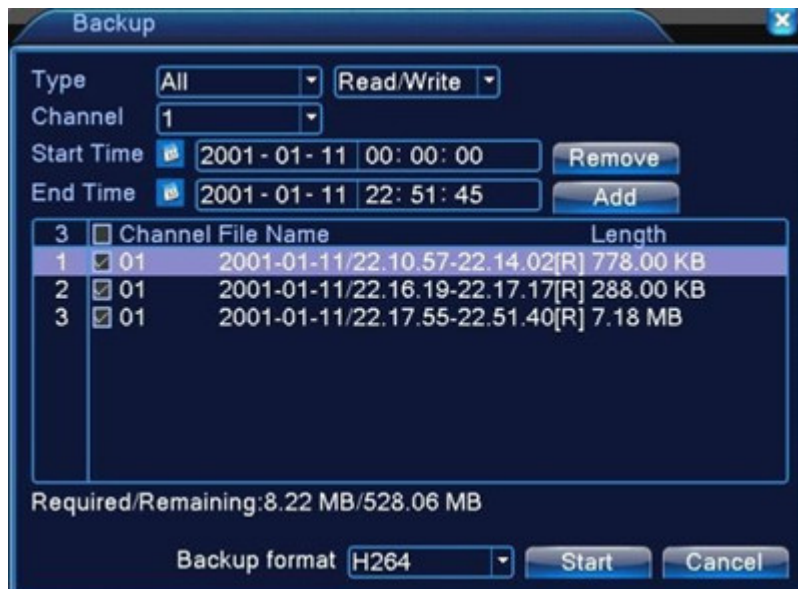 Backup
Type All Read/Write
Channel 1
Start Time 2001 - 01 - 11 00: 00: 00 Remove
End Time 2001 - 01 - 11 22: 51: 45 Add
3 Channel File Name Length
1 01 2001-01-11/22.10.57-22.14.02[R] 778.00 KB
2 01 2001-01-11/22.16.19-22.17.17[R] 288.00 KB
3 01 2001-01-11/22.17.55-22.51.40[R] 7.18 MB
Required/Remaining:8.22 MB/528.06 MB
Backup format H264 Start Cancel